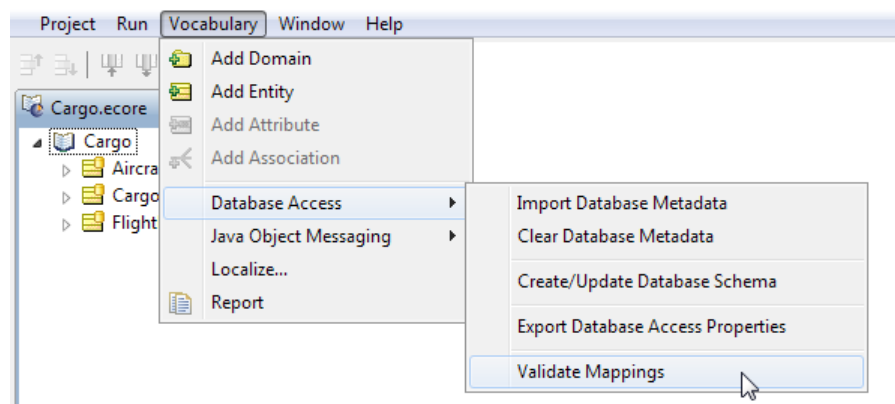 Project Run Vocabulary Window Help
Add Domain
Add Entity
Add Attribute
Add Association
Database Access
Java Object Messaging
Localize...
Report
Cargo.ecore
Cargo
Aircra
Cargo
Flight
Import Database Metadata
Clear Database Metadata
Create/Update Database Schema
Export Database Access Properties
Validate Mappings